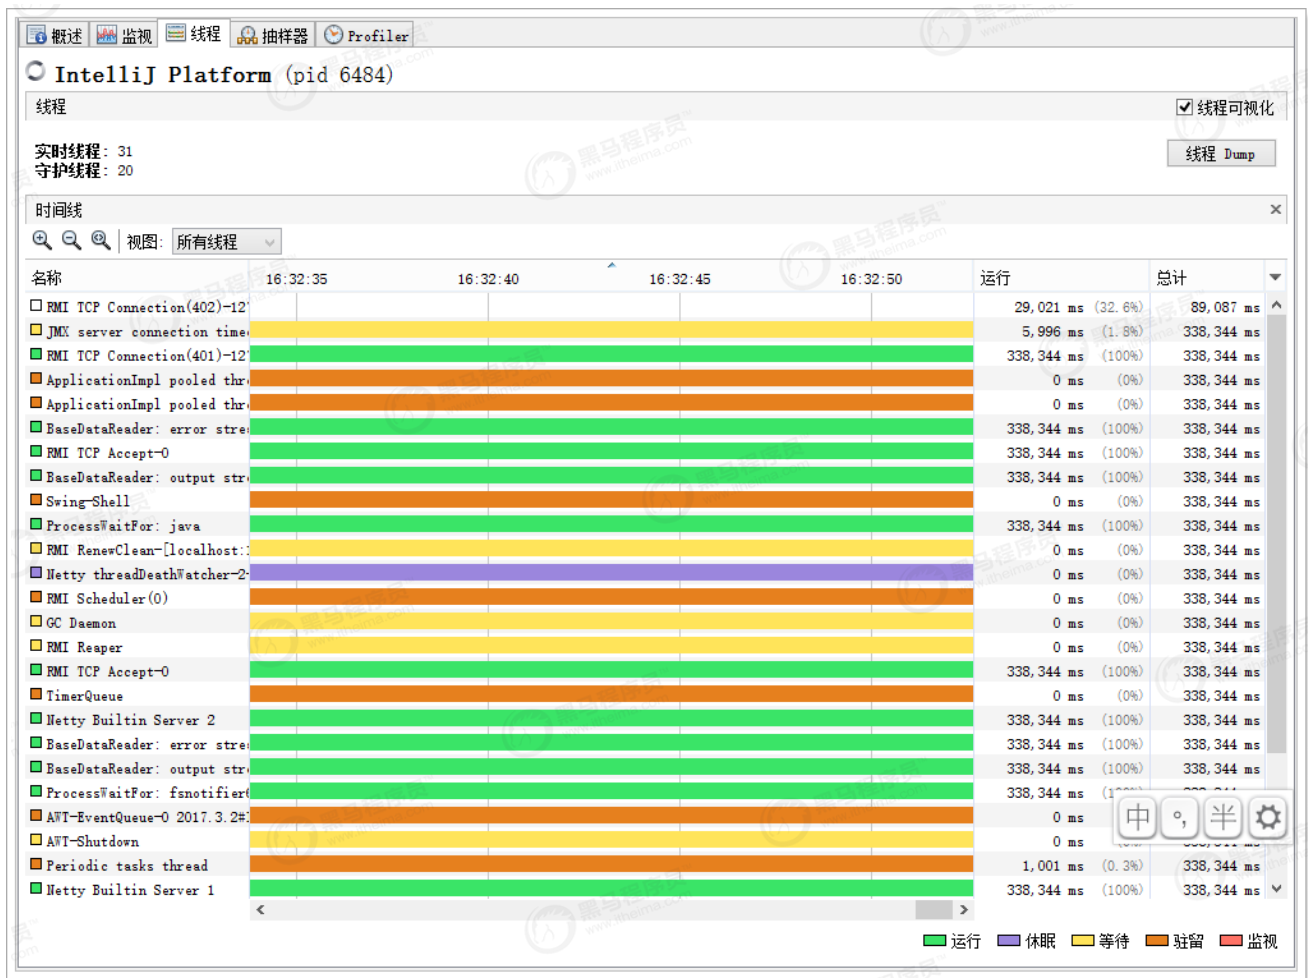 概述 监视 线程 抽样器 Profiler
IntelliJ Platform (pid 6484)
线程 线程可视化
实时线程: 31
守护线程: 20
线程 Dump
时间线
视图: 所有线程
名称 16:32:35 16:32:40 16:32:45 16:32:50 运行 总计
RMI TCP Connection(402)-12 29,021 ms (32.6%) 89,087 ms
JMX server connection time 5,996 ms (1.8%) 338,344 ms
RMI TCP Connection(401)-12 338,344 ms (100%) 338,344 ms
ApplicationImpl pooled thr 0 ms (0%) 338,344 ms
ApplicationImpl pooled thr 0 ms (0%) 338,344 ms
BaseDataReader: error stre 338,344 ms (100%) 338,344 ms
RMI TCP Accept-0 338,344 ms (100%) 338,344 ms
BaseDataReader: output str 338,344 ms (100%) 338,344 ms
Swing-Shell 0 ms (0%) 338,344 ms
ProcessWaitFor: java 338,344 ms (100%) 338,344 ms
RMI RenewClean-[localhost: 0 ms (0%) 338,344 ms
Netty threadDeathWatcher-2- 0 ms (0%) 338,344 ms
RMI Scheduler(0) 0 ms (0%) 338,344 ms
GC Daemon 0 ms (0%) 338,344 ms
RMI Reaper 0 ms (0%) 338,344 ms
RMI TCP Accept-0 338,344 ms (100%) 338,344 ms
TimerQueue 0 ms (0%) 338,344 ms
Netty Builtin Server 2 338,344 ms (100%) 338,344 ms
BaseDataReader: error stre 338,344 ms (100%) 338,344 ms
BaseDataReader: output str 338,344 ms (100%) 338,344 ms
ProcessWaitFor: fsnotifier 338,344 ms
AWT-EventQueue-0 2017.3.2# 0 ms
AWT-Shutdown 0 ms
Periodic tasks thread 1,001 ms (0.3%) 338,344 ms
Netty Builtin Server 1 338,344 ms (100%) 338,344 ms
中 °, 半
运行 休眠 等待 驻留 监视
黑马程序员
www.itheima.com